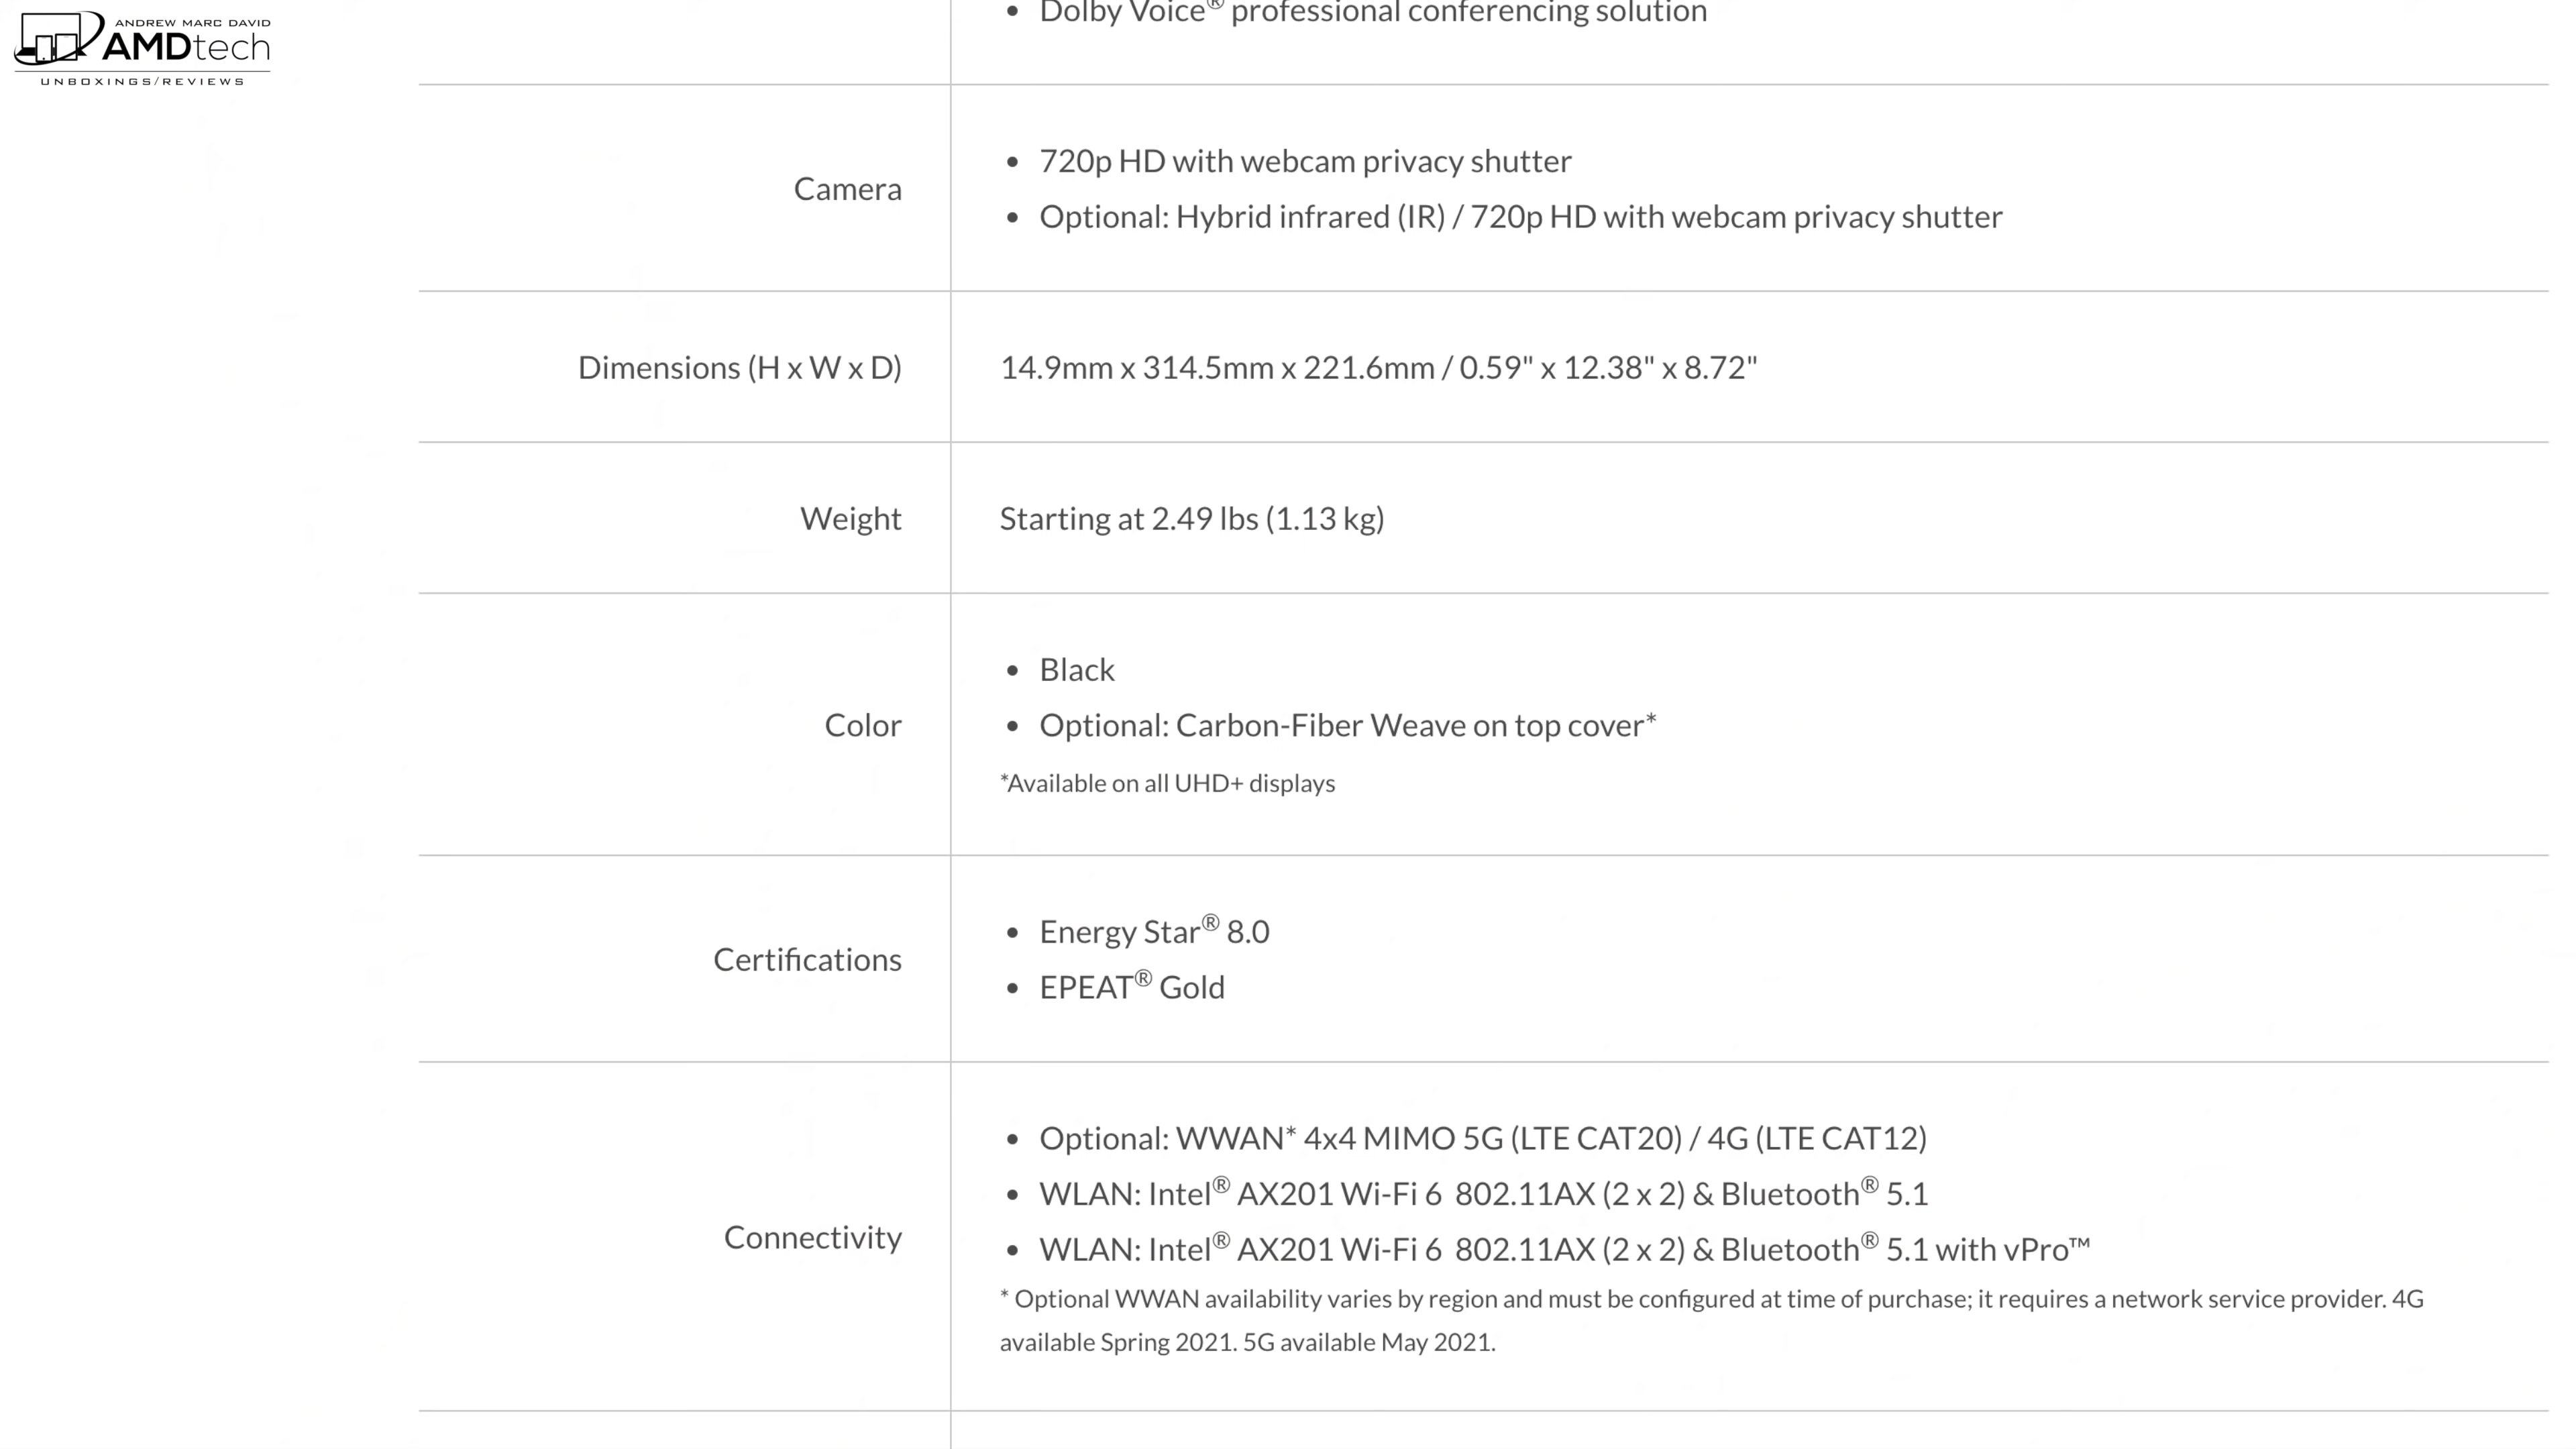 ANDREW MARC DAVID
AMDtech
UNBOXINGS/REVIEWS
• Dolby Voice® professional conferencing solution
Camera
• 720p HD with webcam privacy shutter
• Optional: Hybrid infrared (IR) / 720p HD with webcam privacy shutter
Dimensions (H x W x D)
14.9mm x 314.5mm x 221.6mm / 0.59" x 12.38" x 8.72"
Weight
Starting at 2.49 lbs (1.13 kg)
Color
• Black
• Optional: Carbon-Fiber Weave on top cover*
*Available on all UHD+ displays
Certifications
• Energy Star® 8.0
• EPEAT® Gold
Connectivity
• Optional: WWAN* 4x4 MIMO 5G (LTE CAT20) / 4G (LTE CAT12)
• WLAN: Intel® AX201 Wi-Fi 6 802.11AX (2 x 2) & Bluetooth® 5.1
• WLAN: Intel® AX201 Wi-Fi 6 802.11AX (2 x 2) & Bluetooth® 5.1 with vPro™
* Optional WWAN availability varies by region and must be configured at time of purchase; it requires a network service provider. 4G
available Spring 2021. 5G available May 2021.